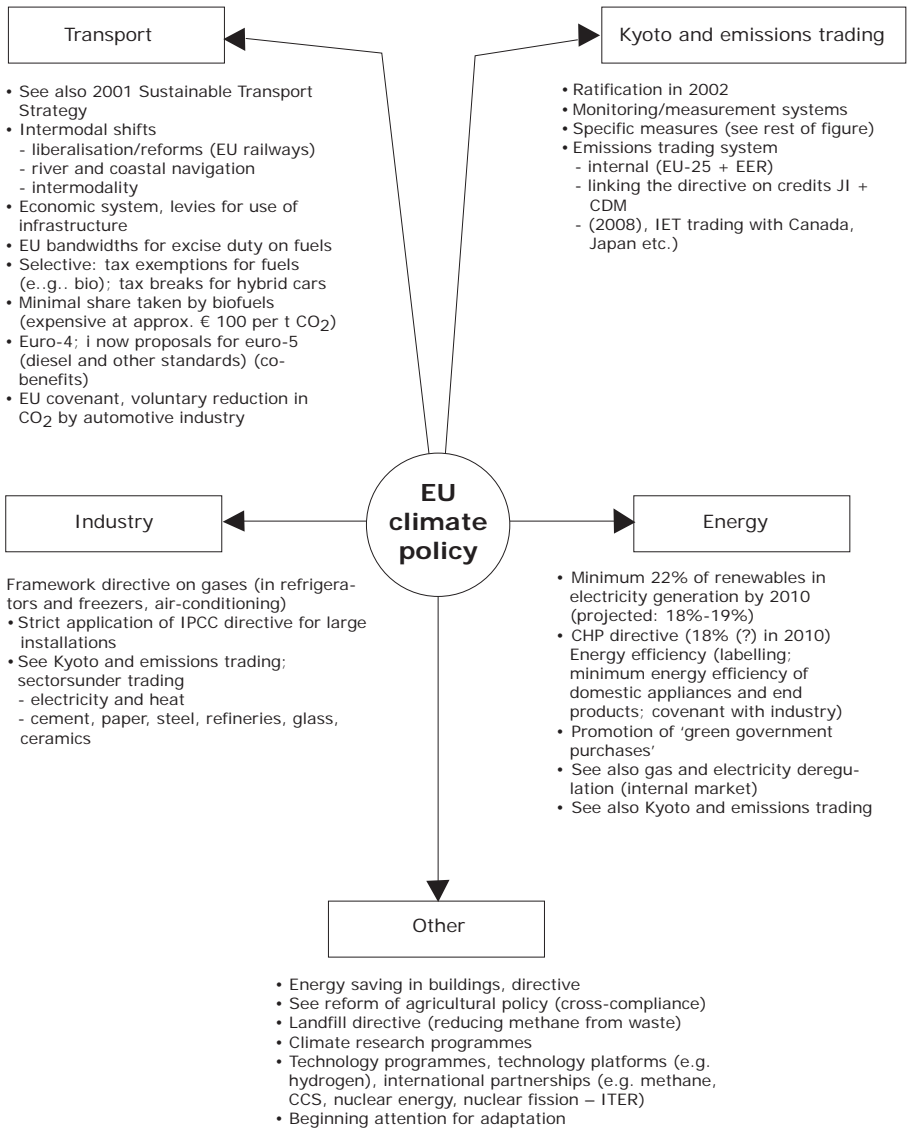 Transport
• See also 2001 Sustainable Transport
Strategy
• Intermodal shifts
- liberalisation/reforms (EU railways)
- river and coastal navigation
- intermodality
• Economic system, levies for use of
infrastructure
• EU bandwidths for excise duty on fuels
• Selective: tax exemptions for fuels
(e..g.. bio); tax breaks for hybrid cars
• Minimal share taken by biofuels
(expensive at approx. € 100 per t CO2)
• Euro-4; i now proposals for euro-5
(diesel and other standards) (co-
benefits)
• EU covenant, voluntary reduction in
CO2 by automotive industry
Kyoto and emissions trading
• Ratification in 2002
• Monitoring/measurement systems
• Specific measures (see rest of figure)
• Emissions trading system
- internal (EU-25 + EER)
- linking the directive on credits JI +
CDM
- (2008), IET trading with Canada,
Japan etc.)
EU
climate
policy
Industry
Framework directive on gases (in refrigera-
tors and freezers, air-conditioning)
• Strict application of IPCC directive for large
installations
• See Kyoto and emissions trading;
sectorsunder trading
- electricity and heat
- cement, paper, steel, refineries, glass,
ceramics
Energy
• Minimum 22% of renewables in
electricity generation by 2010
(projected: 18%-19%)
• CHP directive (18% (?) in 2010)
Energy efficiency (labelling;
minimum energy efficiency of
domestic appliances and end
products; covenant with industry)
• Promotion of ‘green government
purchases’
• See also gas and electricity deregu-
lation (internal market)
• See also Kyoto and emissions trading
Other
• Energy saving in buildings, directive
• See reform of agricultural policy (cross-compliance)
• Landfill directive (reducing methane from waste)
• Climate research programmes
• Technology programmes, technology platforms (e.g.
hydrogen), international partnerships (e.g. methane,
CCS, nuclear energy, nuclear fission – ITER)
• Beginning attention for adaptation